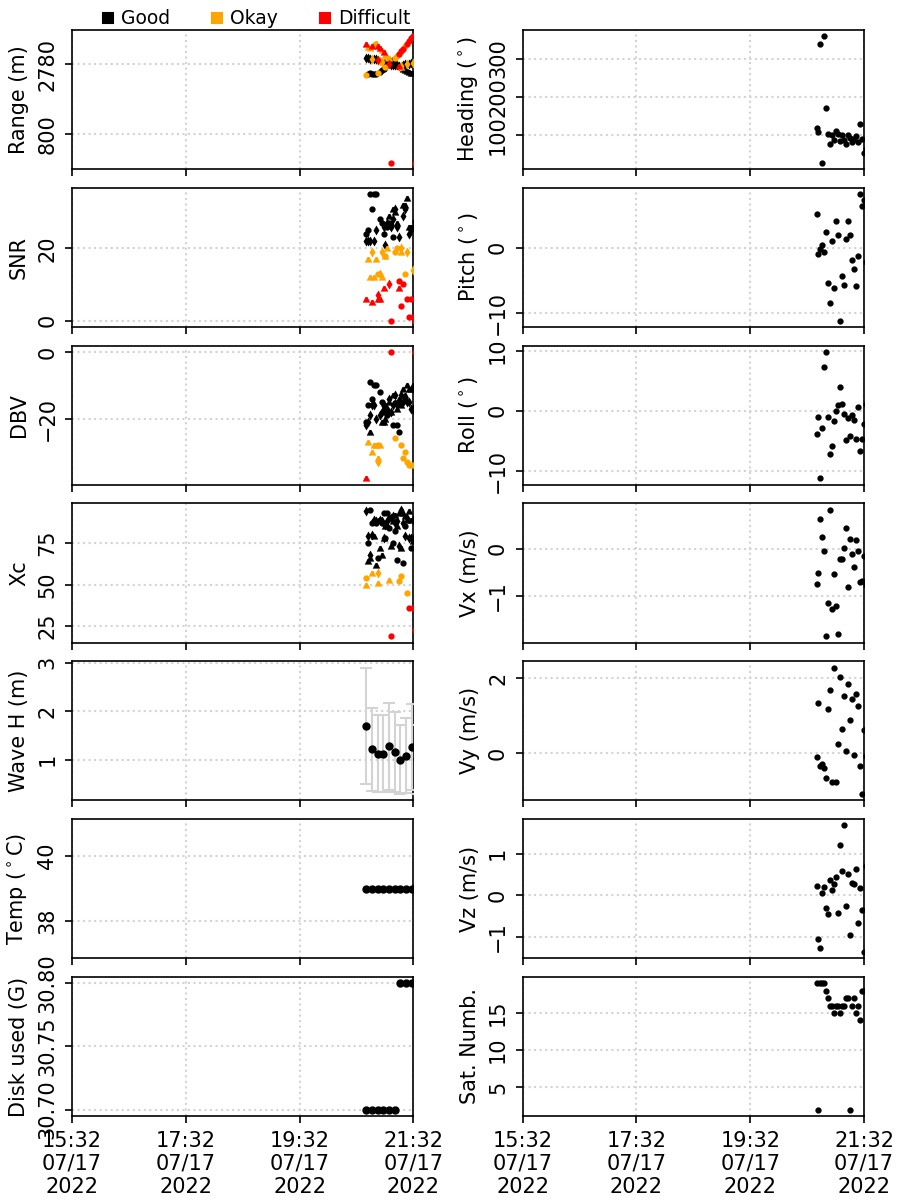 Good Okay Difficult
Range (m)
2780
800
Heading (°)
300
200
100
SNR
20
0
Pitch (°)
0
−10
DBV
0
−20
Roll (°)
10
0
−10
Xc
75
50
25
Vx (m/s)
0
−1
Wave H (m)
3
2
1
Vy (m/s)
2
0
Temp (°C)
40
38
Vz (m/s)
1
0
−1
Disk used (G)
30.80
30.75
30.70
Sat. Numb.
15
10
5
15:32 17:32 19:32 21:32 15:32 17:32 19:32 21:32
07/17 07/17 07/17 07/17 07/17 07/17 07/17 07/17
2022 2022 2022 2022 2022 2022 2022 2022